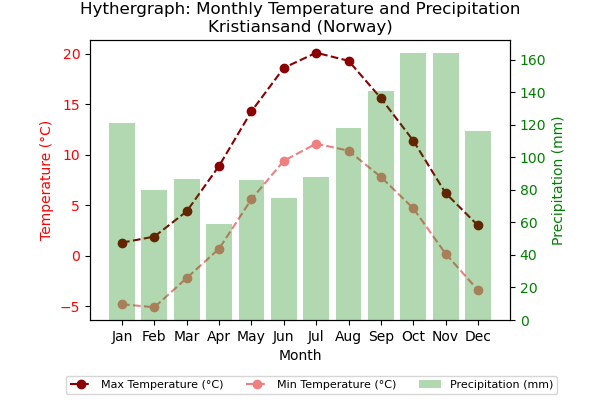 Hythergraph: Monthly Temperature and Precipitation
Kristiansand (Norway)
Temperature (°C)
20
15
10
5
0
−5
Precipitation (mm)
160
140
120
100
80
60
40
20
0
Jan Feb Mar Apr May Jun Jul Aug Sep Oct Nov Dec
Month
Max Temperature (°C) Min Temperature (°C) Precipitation (mm)